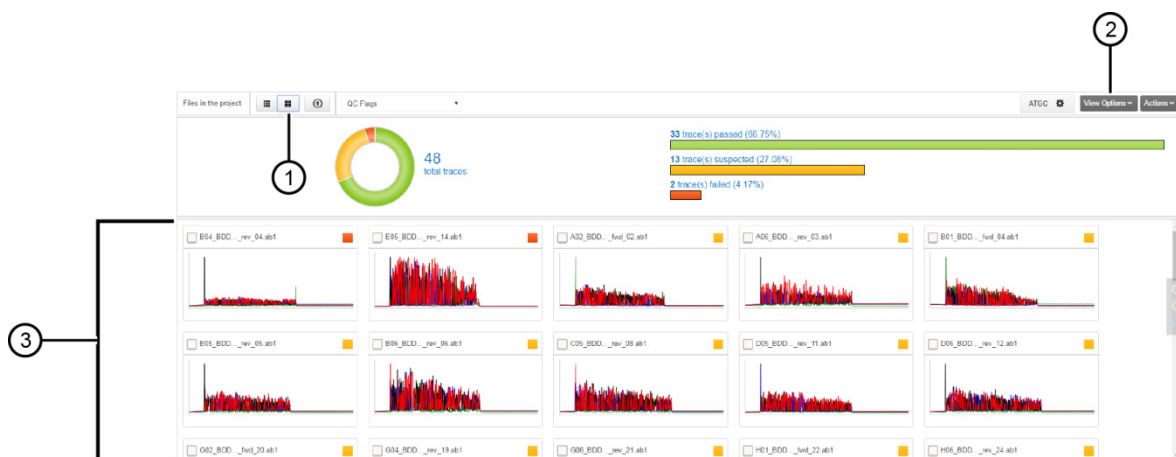 2
Files in the project QC Flags ATGC View Options Actions
1
48
total traces
33 trace(s) passed (68.75%)
13 trace(s) suspected (27.08%)
2 trace(s) failed (4.17%)
B04_BDD..._rev_04.ab1 E05_BDD..._rev_14.ab1 A02_BDD..._fwd_02.ab1 A06_BDD..._rev_03.ab1 B01_BDD..._fwd_04.ab1
3
B05_BDD..._rev_05.ab1 B06_BDD..._rev_06.ab1 C05_BDD..._rev_08.ab1 D05_BDD..._rev_11.ab1 D06_BDD..._rev_12.ab1
G02_BDD..._fwd_20.ab1 G04_BDD..._rev_19.ab1 G06_BDD..._rev_21.ab1 H01_BDD..._fwd_22.ab1 H06_BDD..._rev_24.ab1